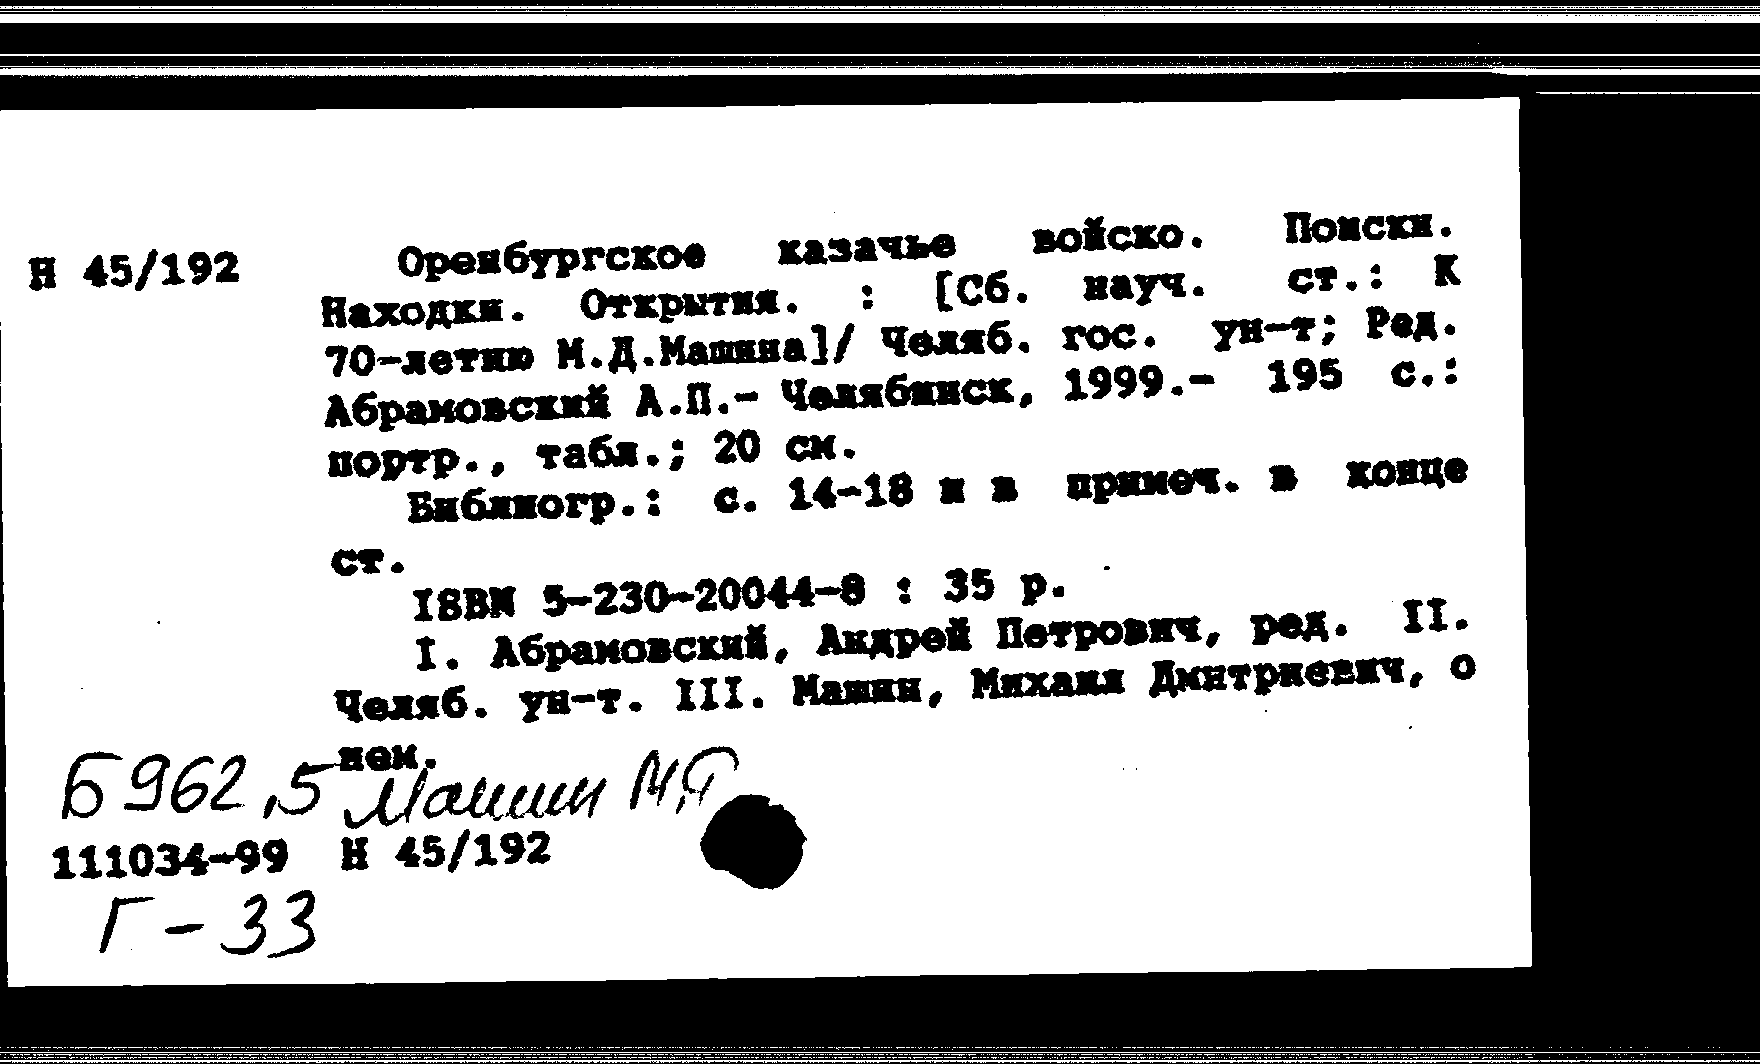 Н 45/192 Оренбургское казачье войско. Поиски.
Находки. Открытия. : [Сб. науч. ст.: К
70-летию М.Д.Машина]/ Челяб. гос. ун-т; Ред.
Абрамовский А.П.- Челябинск, 1999.- 195 с.:
портр., табл.; 20 см.
Библиогр.: с. 14-18 и в примеч. в конце
ст.
ISBN 5-230-20044-8 : 35 р.
I. Абрамовский, Андрей Петрович, ред. II.
Челяб. ун-т. III. Машин, Михаил Дмитриевич, о
нем.
Б962,5 Машин М,Д
111034-99 Н 45/192
Г-33